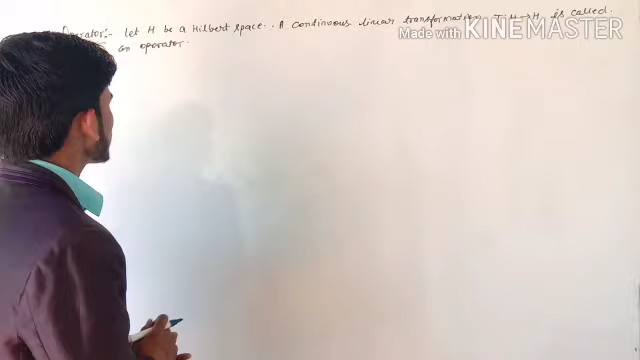 Operator:- let H be a Hilbert space. A continuous linear transformation T: H→H is called
an operator.
Made with KINEMASTER